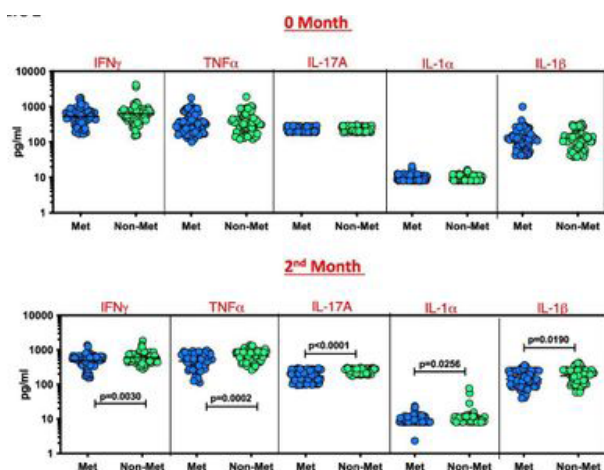 0 Month
IFNγ TNFα IL-17A IL-1α IL-1β
pg/ml
10000
1000
100
10
1
Met Non-Met Met Non-Met Met Non-Met Met Non-Met Met Non-Met
2nd Month
IFNγ TNFα IL-17A IL-1α IL-1β
pg/ml
10000
1000
100
10
1
p=0.0030 p=0.0002 p<0.0001 p=0.0256 p=0.0190
Met Non-Met Met Non-Met Met Non-Met Met Non-Met Met Non-Met